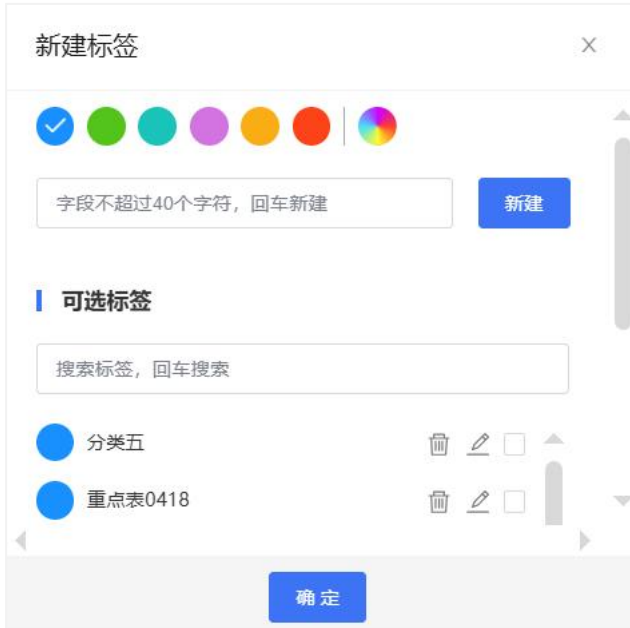 新建标签
字段不超过40个字符，回车新建
新建
可选标签
搜索标签，回车搜索
分类五
重点表0418
确 定